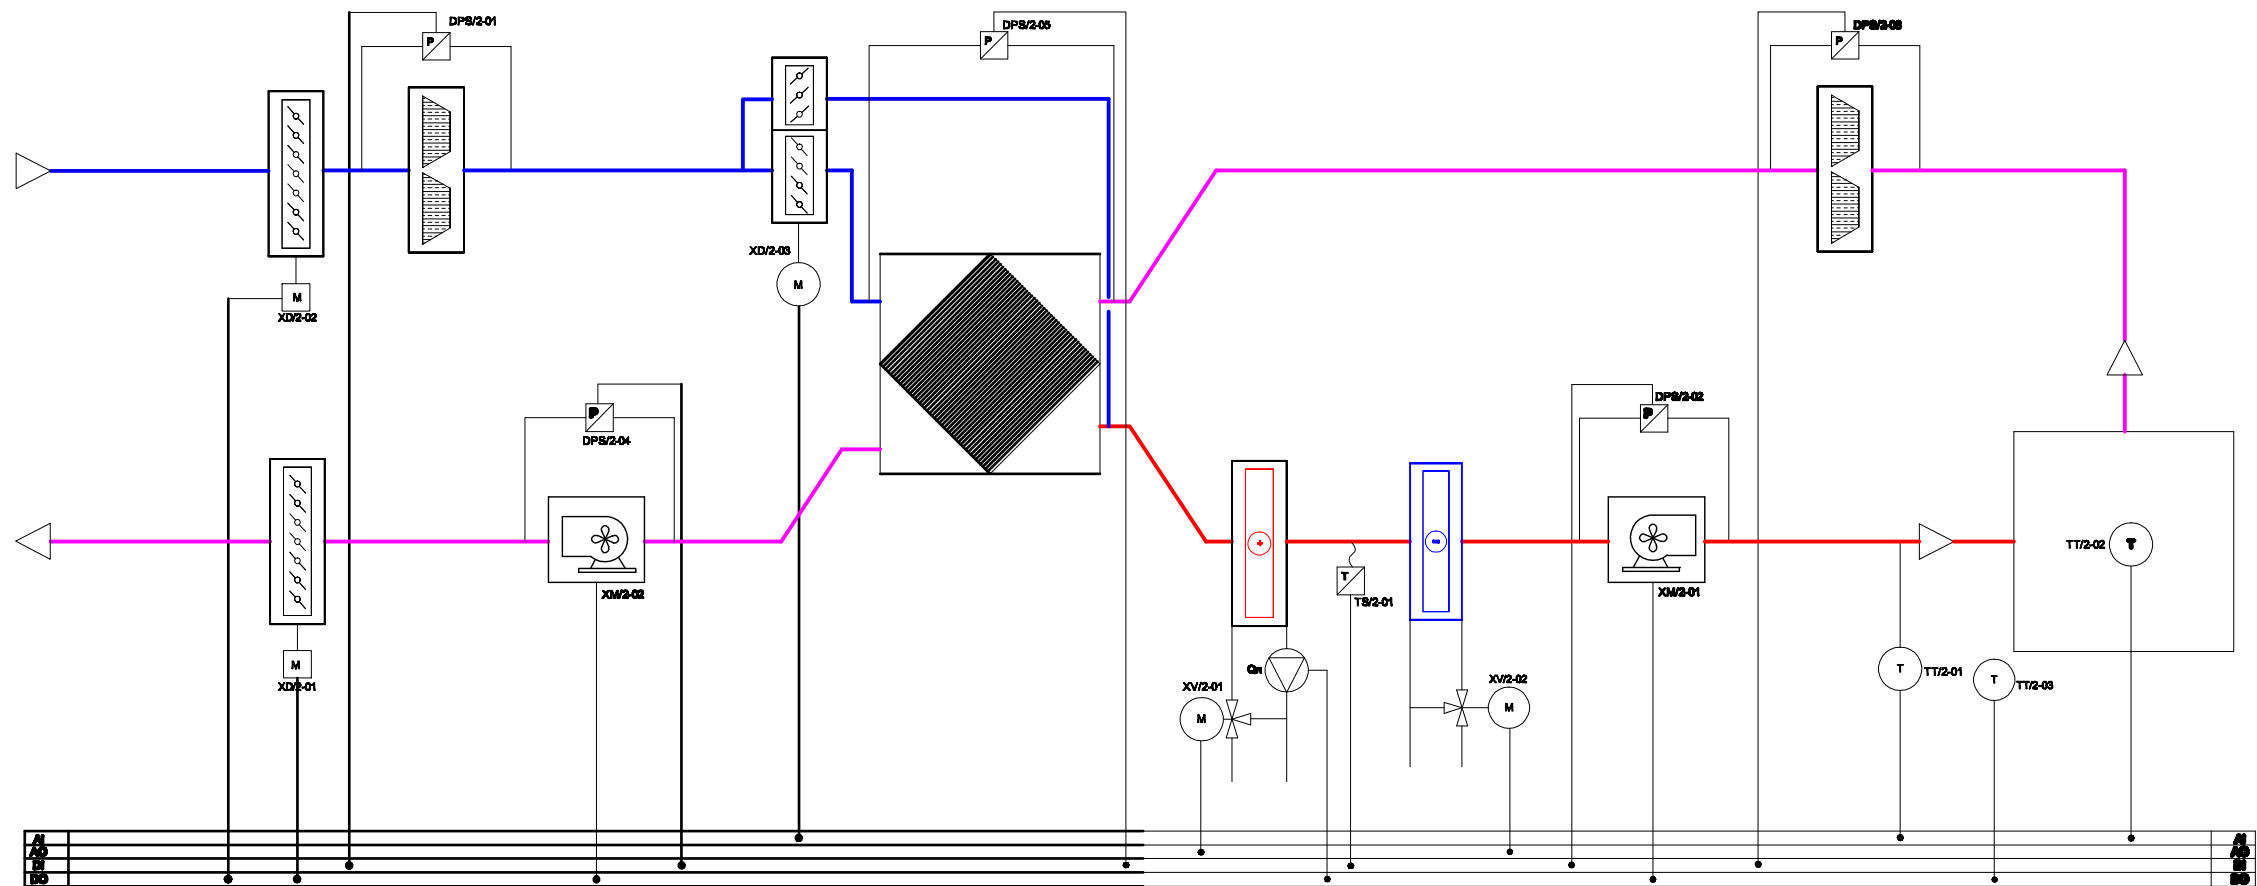 DPS/2-01
P
DPS/2-05
P
DPS/2-03
P
XD/2-03
M
M
XD/2-02
DPS/2-02
P
P
DPS/2-04
TT/2-02
T
XM/2-02
XM/2-01
T
TS/2-01
M
XD/2-01
XV/2-01
M
XV/2-02
M
T
TT/2-01
T
TT/2-03
AI
AO
DI
DO
AI
AO
DI
DO